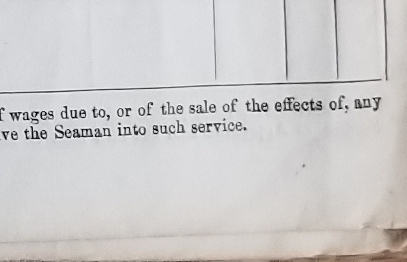 f wages due to, or of the sale of the effects of, any
ve the Seaman into such service.